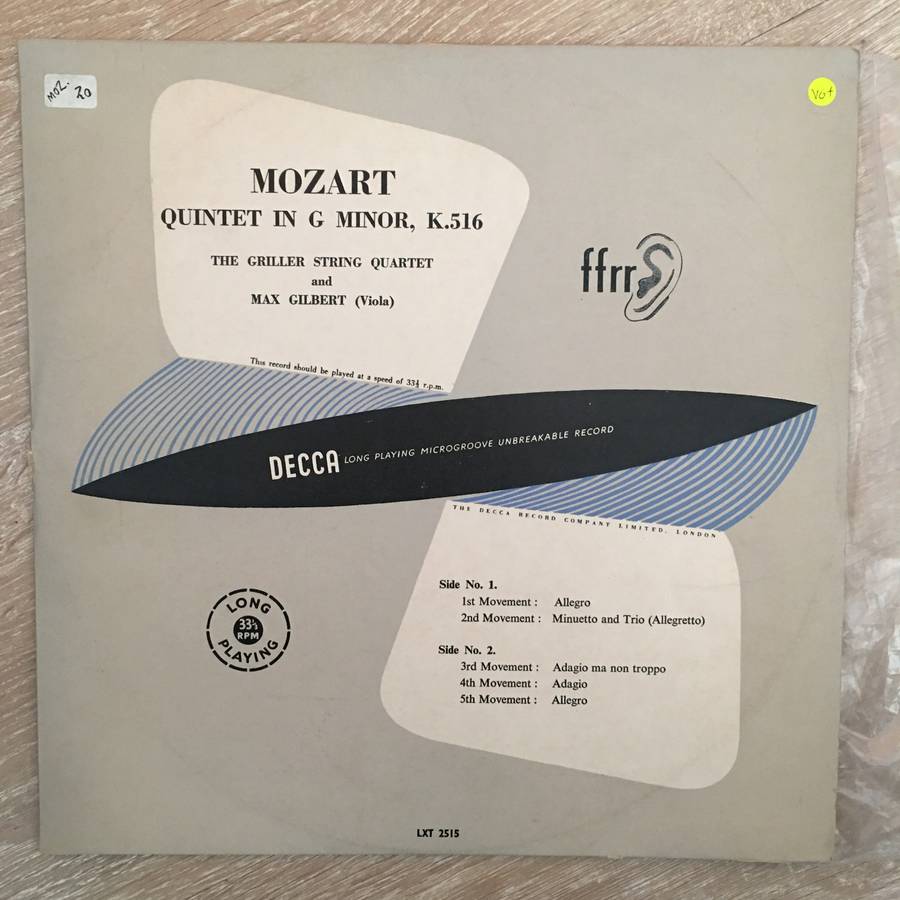 MOZ. 20
VG+
MOZART
QUINTET IN G MINOR, K.516
THE GRILLER STRING QUARTET
and
MAX GILBERT (Viola)
ffrr
This record should be played at a speed of 33⅓ r.p.m.
DECCA LONG PLAYING MICROGROOVE UNBREAKABLE RECORD
THE DECCA RECORD COMPANY LIMITED, LONDON
Side No. 1.
1st Movement : Allegro
2nd Movement : Minuetto and Trio (Allegretto)
Side No. 2.
3rd Movement : Adagio ma non troppo
4th Movement : Adagio
5th Movement : Allegro
LONG
33⅓
RPM
PLAYING
LXT 2515